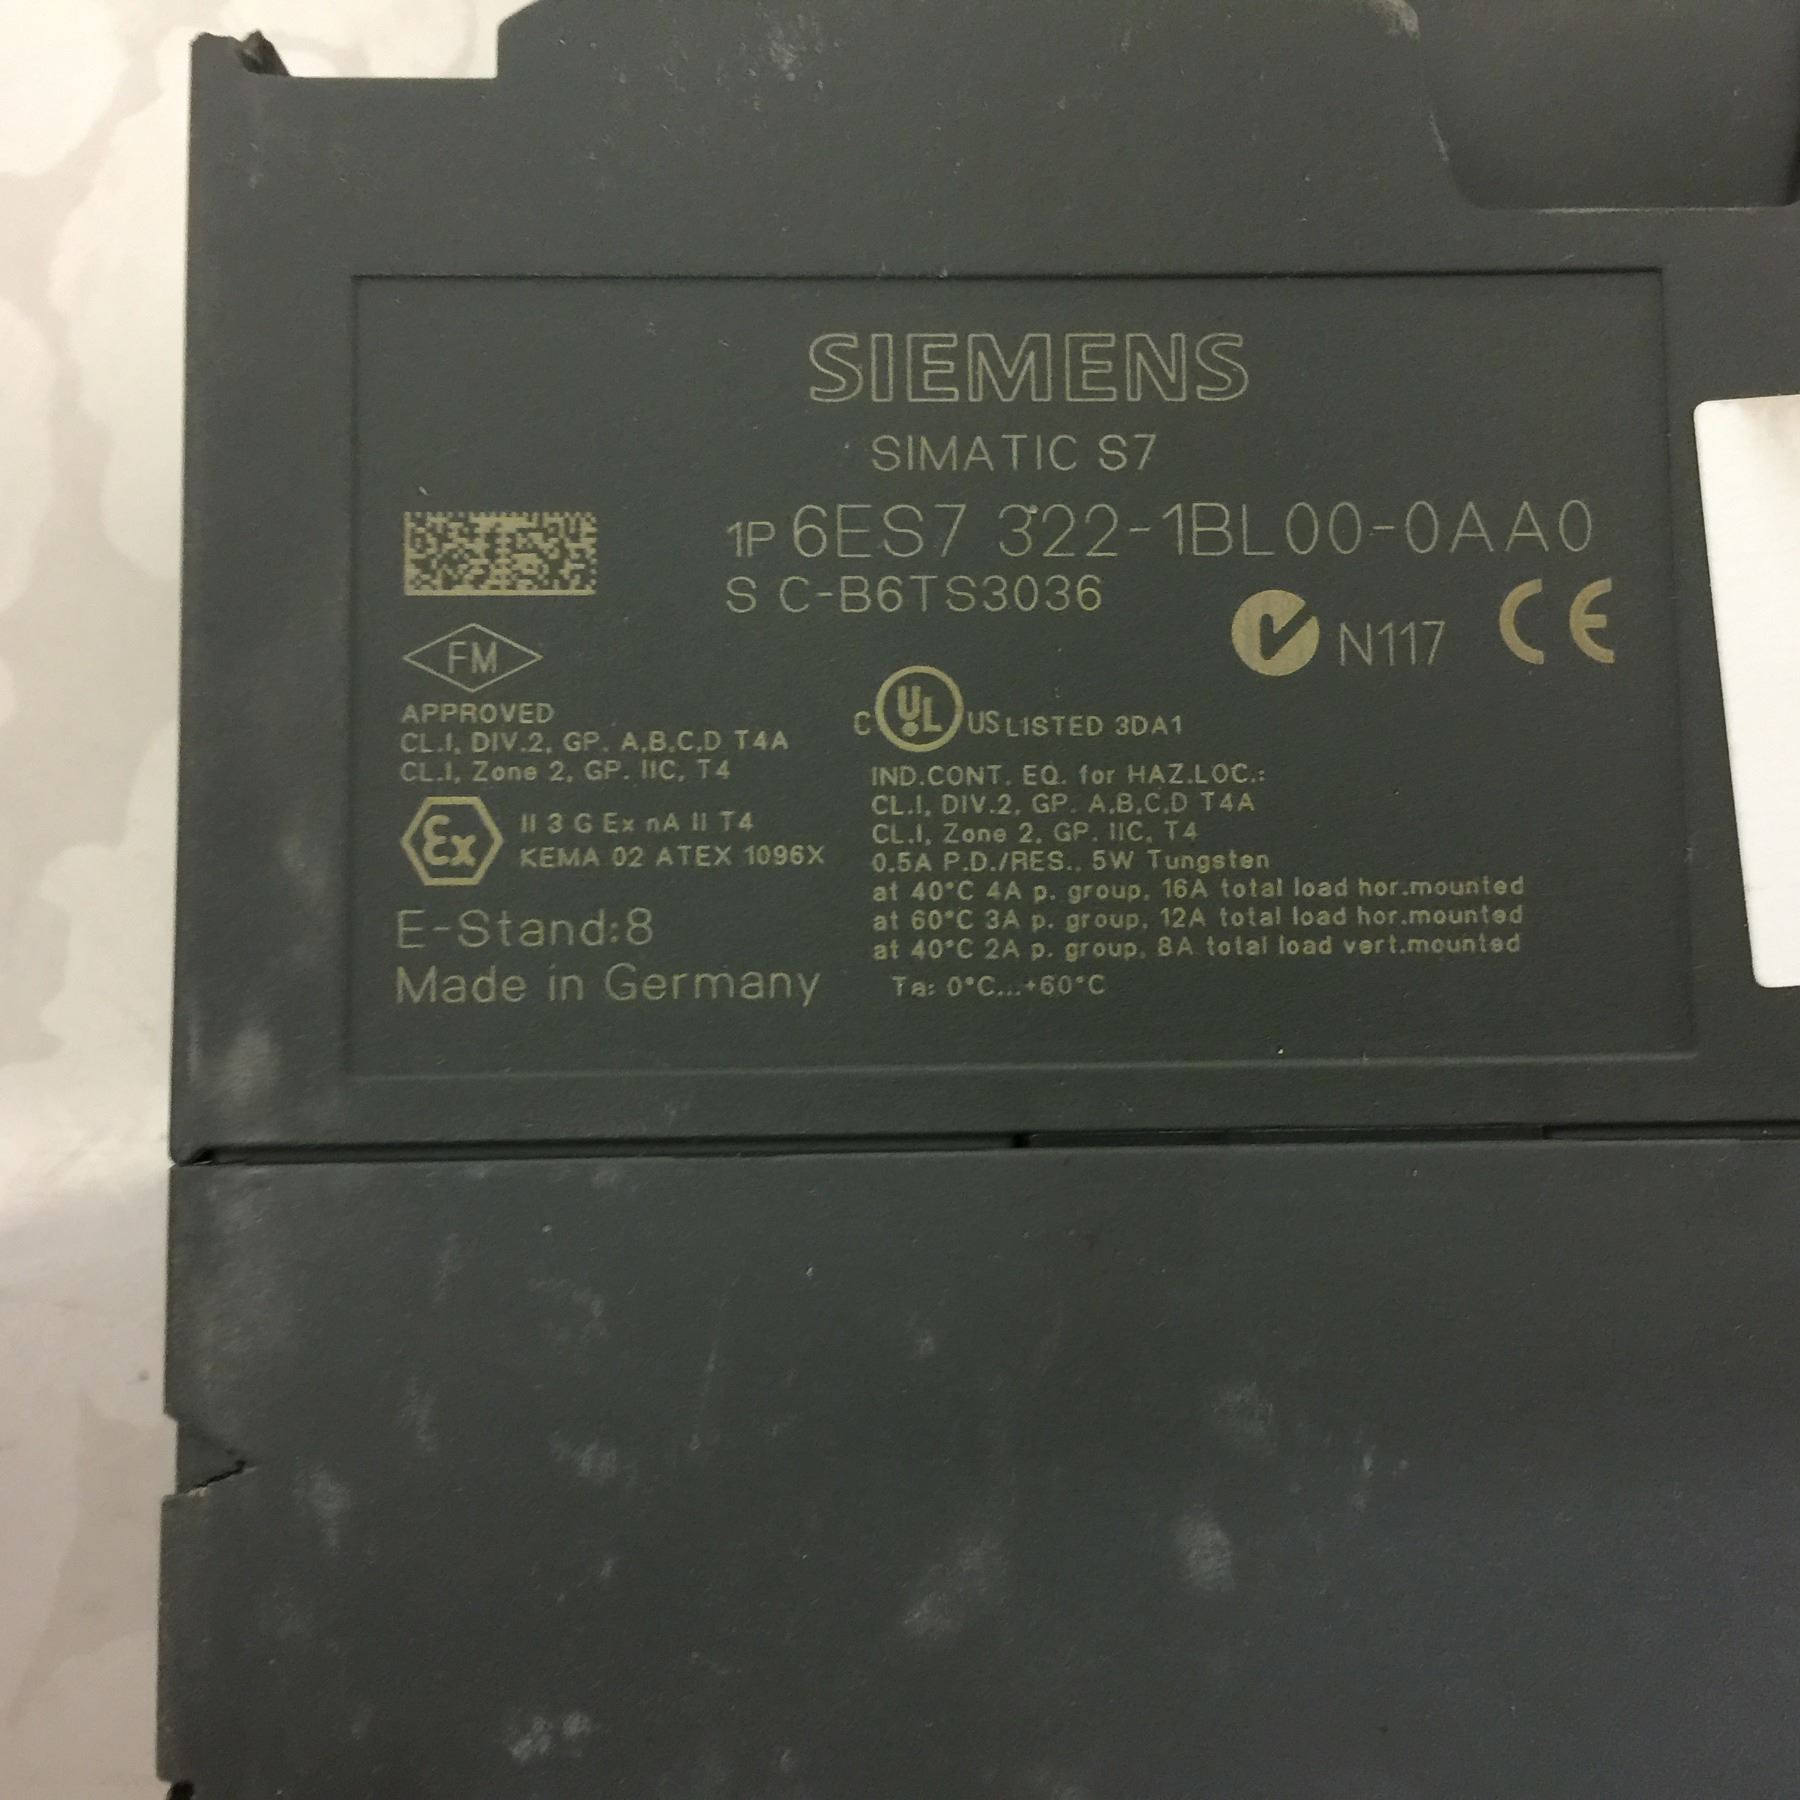 SIEMENS
SIMATIC S7
1P 6ES7 322-1BL00-0AA0
S C-B6TS3036
N117 CE
FM
APPROVED
CL.I, DIV.2, GP. A,B,C,D T4A
CL.I, Zone 2, GP. IIC, T4
Ex II 3 G Ex nA II T4
KEMA 02 ATEX 1096X
E-Stand:8
Made in Germany
C UL US LISTED 3DA1
IND.CONT. EQ. for HAZ.LOC.:
CL.I, DIV.2, GP. A,B,C,D T4A
CL.I, Zone 2, GP. IIC, T4
0.5A P.D./RES., 5W Tungsten
at 40°C 4A p. group, 16A total load hor.mounted
at 60°C 3A p. group, 12A total load hor.mounted
at 40°C 2A p. group, 8A total load vert.mounted
Ta: 0°C...+60°C